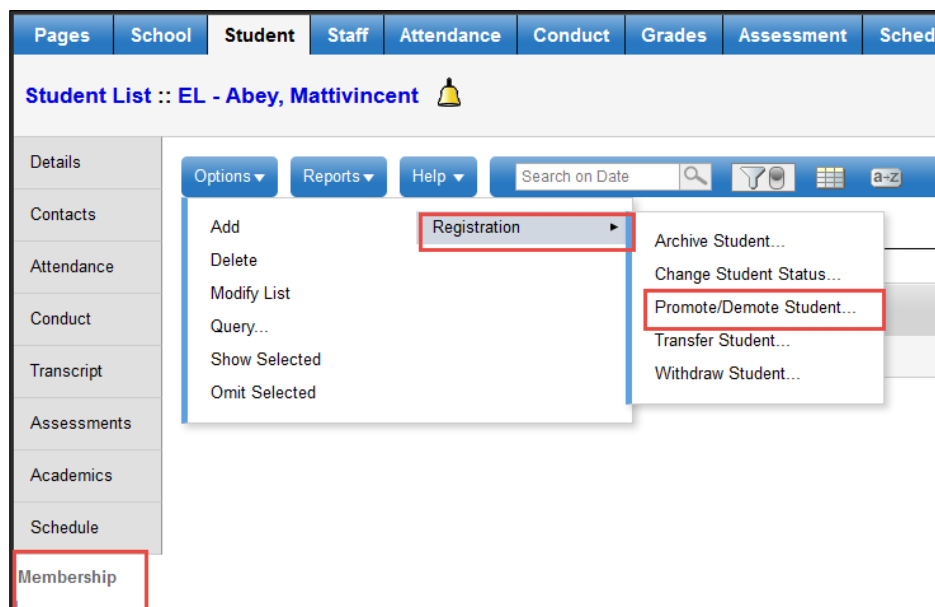 Pages School Student Staff Attendance Conduct Grades Assessment Sched
Student List :: EL - Abey, Mattivincent
Details
Contacts
Attendance
Conduct
Transcript
Assessments
Academics
Schedule
Membership
Options Reports Help Search on Date a-z
Add
Delete
Modify List
Query...
Show Selected
Omit Selected
Registration
Archive Student...
Change Student Status...
Promote/Demote Student...
Transfer Student...
Withdraw Student...